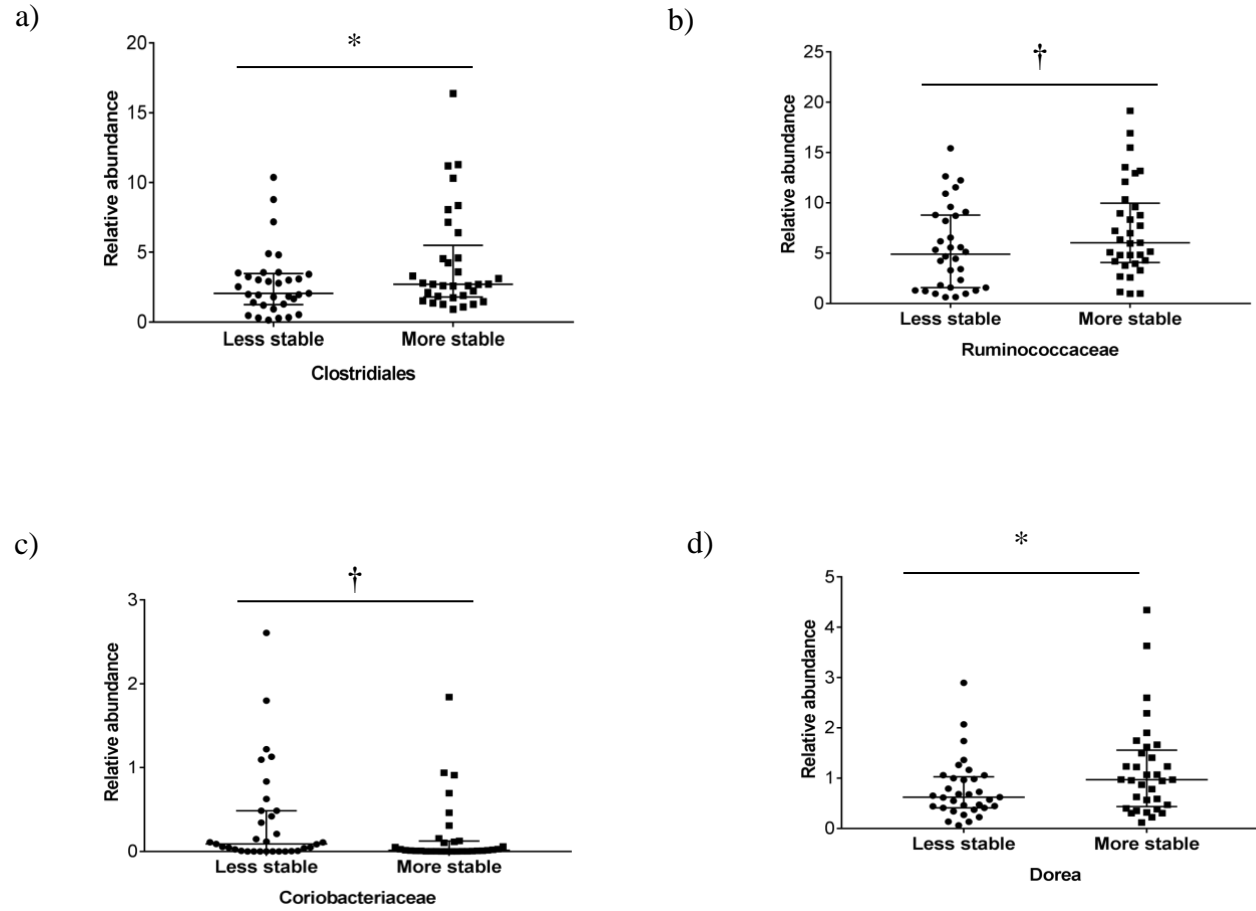 a)
*
20
15
10
5
0
Relative abundance
Less stable More stable
Clostridiales
b)
†
25
20
15
10
5
0
Relative abundance
Less stable More stable
Ruminococcaceae
c)
†
3
2
1
0
Relative abundance
Less stable More stable
Coriobacteriaceae
d)
*
5
4
3
2
1
0
Relative abundance
Less stable More stable
Dorea